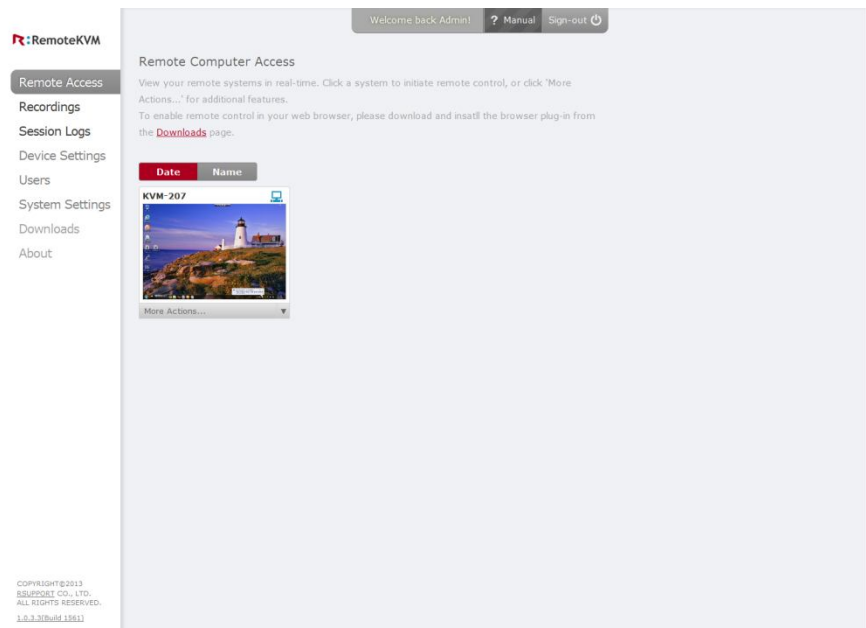 Welcome back Admin!
? Manual
Sign-out
R:RemoteKVM
Remote Access
Recordings
Session Logs
Device Settings
Users
System Settings
Downloads
About
Remote Computer Access
View your remote systems in real-time. Click a system to initiate remote control, or click 'More
Actions...' for additional features.
To enable remote control in your web browser, please download and insatll the browser plug-in from
the Downloads page.
Date
Name
KVM-207
More Actions...
COPYRIGHT©2013
RSUPPORT CO., LTD.
ALL RIGHTS RESERVED.
1.0.3.3(Build 1561)